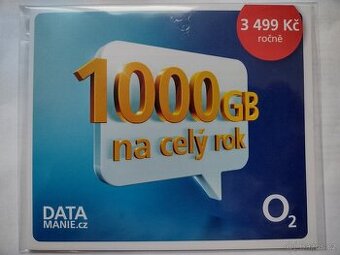 3 499 Kč
ročně
1000GB
na celý rok
DATA
MANIE.cz
O2